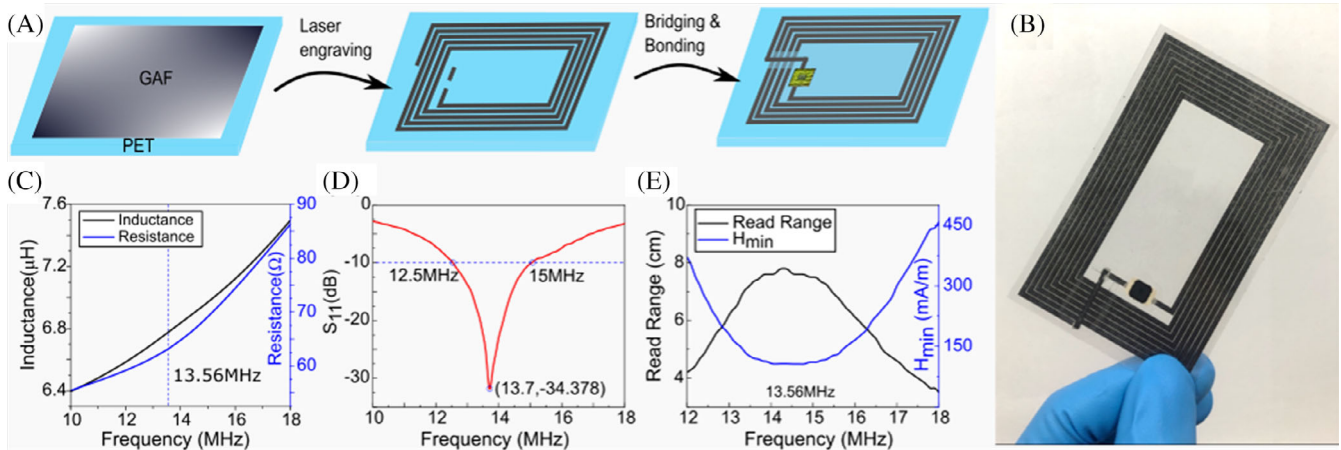 (A)
GAF
PET
Laser
engraving
Bridging &
Bonding
(B)
(C)
7.6
7.2
6.8
6.4
Inductance(μH)
Inductance
Resistance
13.56MHz
90
80
70
60
Resistance(Ω)
10 12 14 16 18
Frequency (MHz)
(D)
0
-10
-20
-30
S11(dB)
12.5MHz
15MHz
(13.7,-34.378)
10 12 14 16 18
Frequency (MHz)
(E)
10
8
6
4
Read Range (cm)
Read Range
Hmin
13.56MHz
450
300
150
Hmin (mA/m)
12 13 14 15 16 17 18
Frequency (MHz)